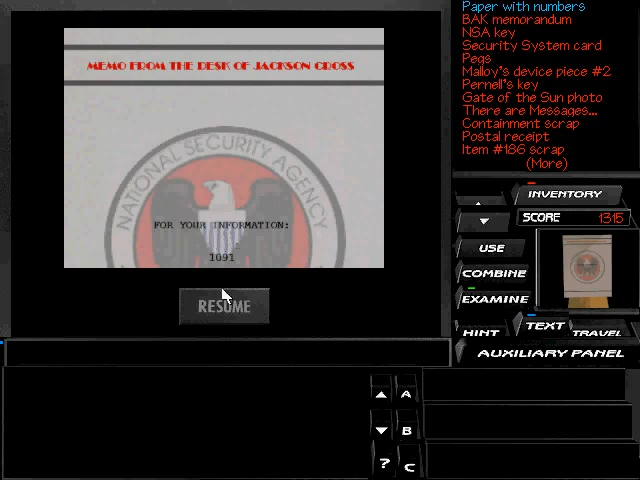 MEMO FROM THE DESK OF JACKSON CROSS
NATIONAL SECURITY AGENCY
FOR YOUR INFORMATION:
1091
RESUME
Paper with numbers
BAK memorandum
NSA key
Security System card
Pegs
Malloy's device piece #2
Pernell's key
Gate of the Sun photo
There are Messages...
Containment scrap
Postal receipt
Item #186 scrap
(More)
INVENTORY
SCORE 1315
USE
COMBINE
EXAMINE
HINT
TEXT
TRAVEL
AUXILIARY PANEL
A
B
? C